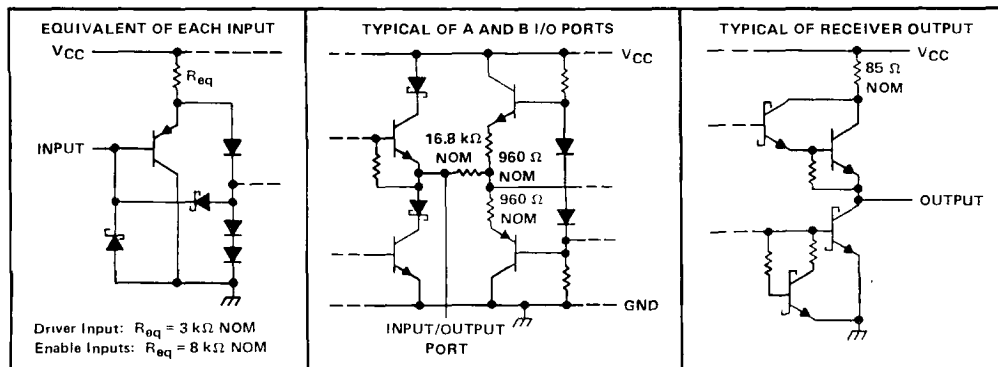 EQUIVALENT OF EACH INPUT
VCC
Req
INPUT
Driver Input: Req = 3 kΩ NOM
Enable Inputs: Req = 8 kΩ NOM
TYPICAL OF A AND B I/O PORTS
VCC
16.8 kΩ
NOM
960 Ω
NOM
960 Ω
NOM
GND
INPUT/OUTPUT
PORT
TYPICAL OF RECEIVER OUTPUT
VCC
85 Ω
NOM
OUTPUT